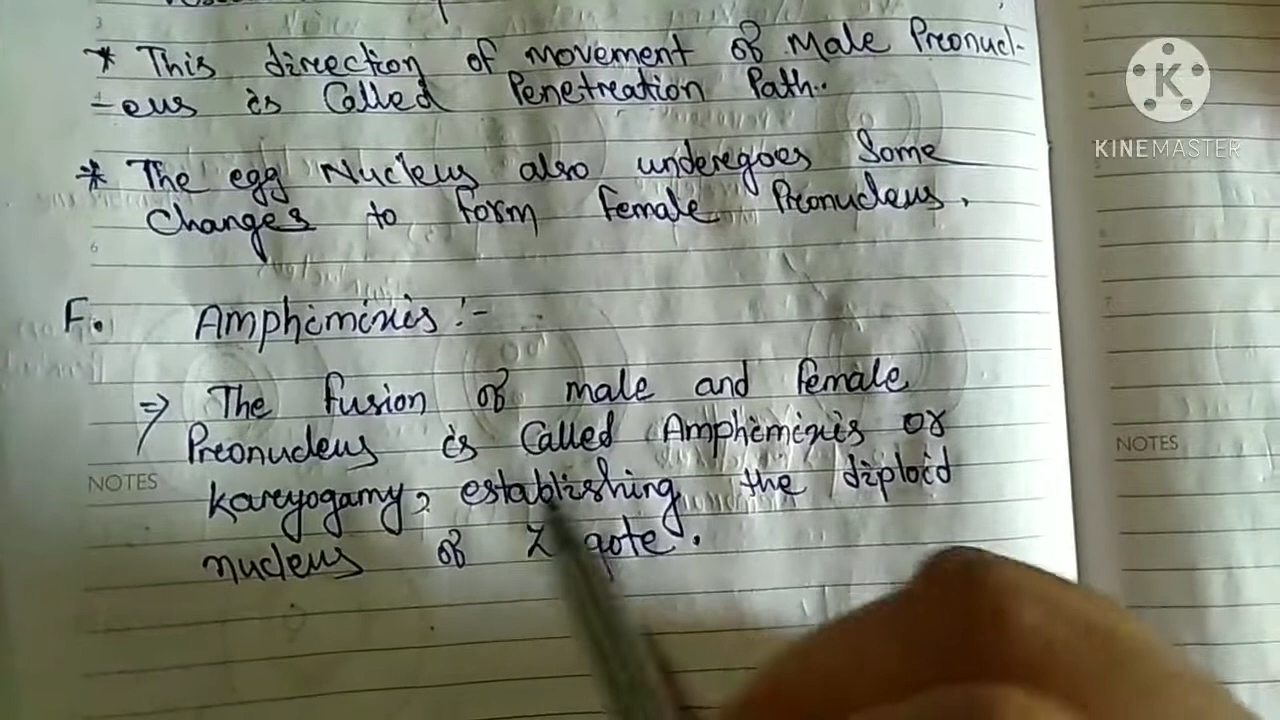 * This direction of movement of Male Pronucl-
-eus is Called Penetration Path..
* The egg Nucleus also undergoes Some
Changes to form female Pronucleus.
F. Amphimixis :-
⇒ The fusion of male and female
Pronucleus is Called Amphimixis or
karyogamy, establishing the diploid
NOTES
nucleus of
K
KINEMASTER
NOTES